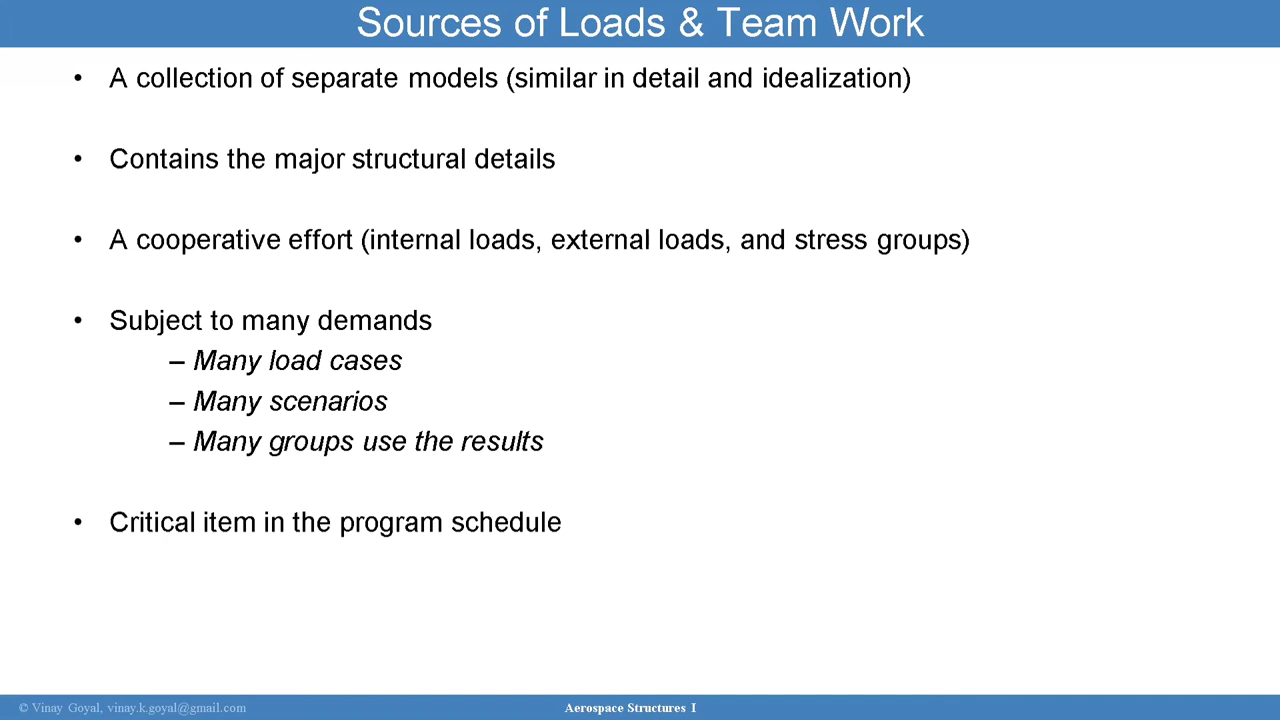 Sources of Loads & Team Work
• A collection of separate models (similar in detail and idealization)
• Contains the major structural details
• A cooperative effort (internal loads, external loads, and stress groups)
• Subject to many demands
– Many load cases
– Many scenarios
– Many groups use the results
• Critical item in the program schedule
© Vinay Goyal, vinay.k.goyal@gmail.com
Aerospace Structures I